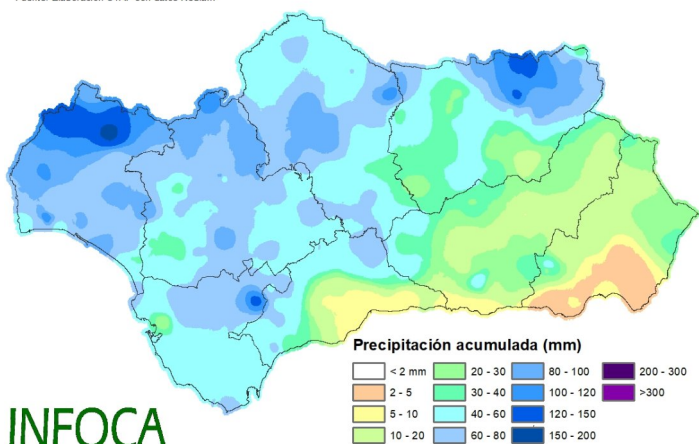 Precipitación acumulada (mm)
< 2 mm
2 - 5
5 - 10
10 - 20
20 - 30
30 - 40
40 - 60
60 - 80
80 - 100
100 - 120
120 - 150
150 - 200
200 - 300
>300
INFOCA